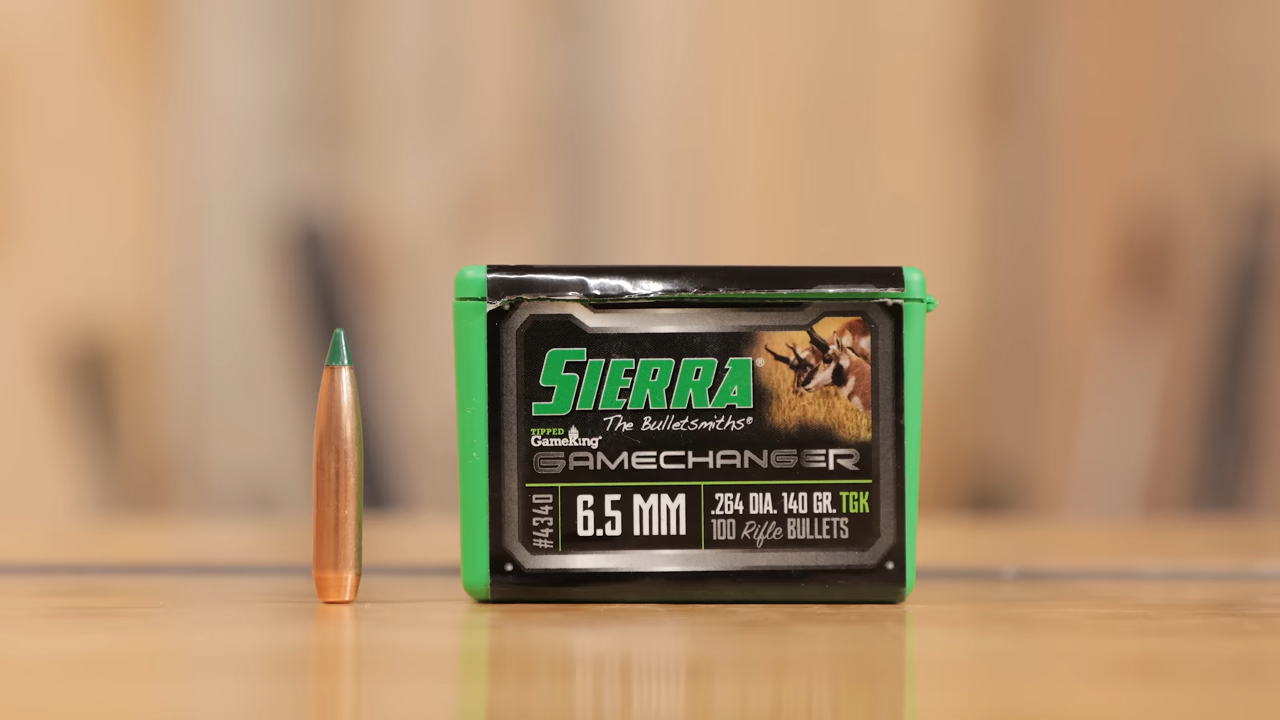 SIERRA®
The Bulletsmiths®
TIPPED
GameKing®
GAMECHANGER
#4340
6.5 MM
.264 DIA. 140 GR. TGK
100 Rifle BULLETS